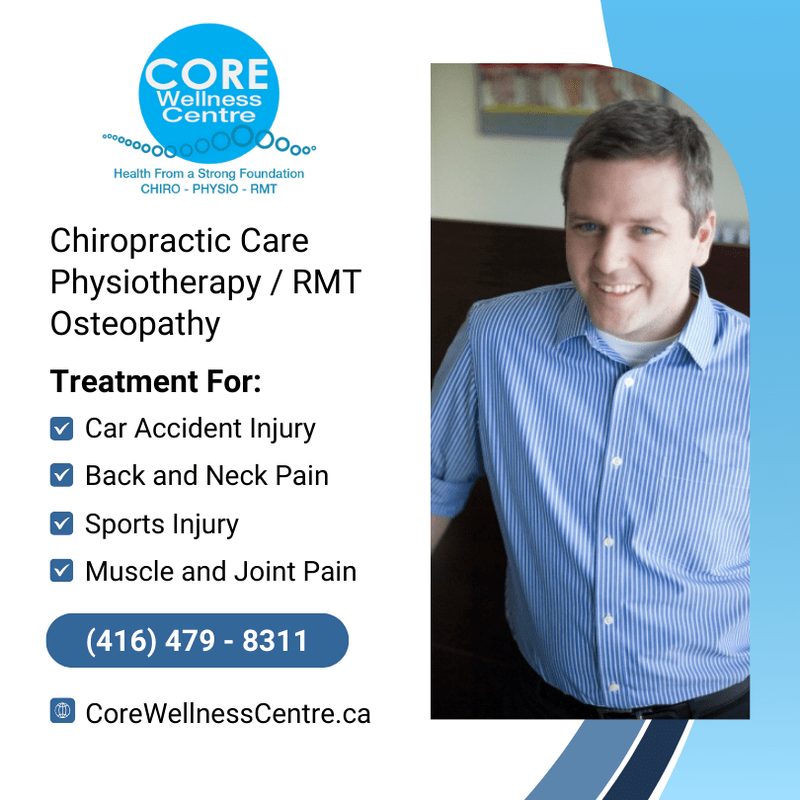 CORE
Wellness
Centre
Health From a Strong Foundation
CHIRO - PHYSIO - RMT
Chiropractic Care
Physiotherapy / RMT
Osteopathy
Treatment For:
Car Accident Injury
Back and Neck Pain
Sports Injury
Muscle and Joint Pain
(416) 479 - 8311
CoreWellnessCentre.ca